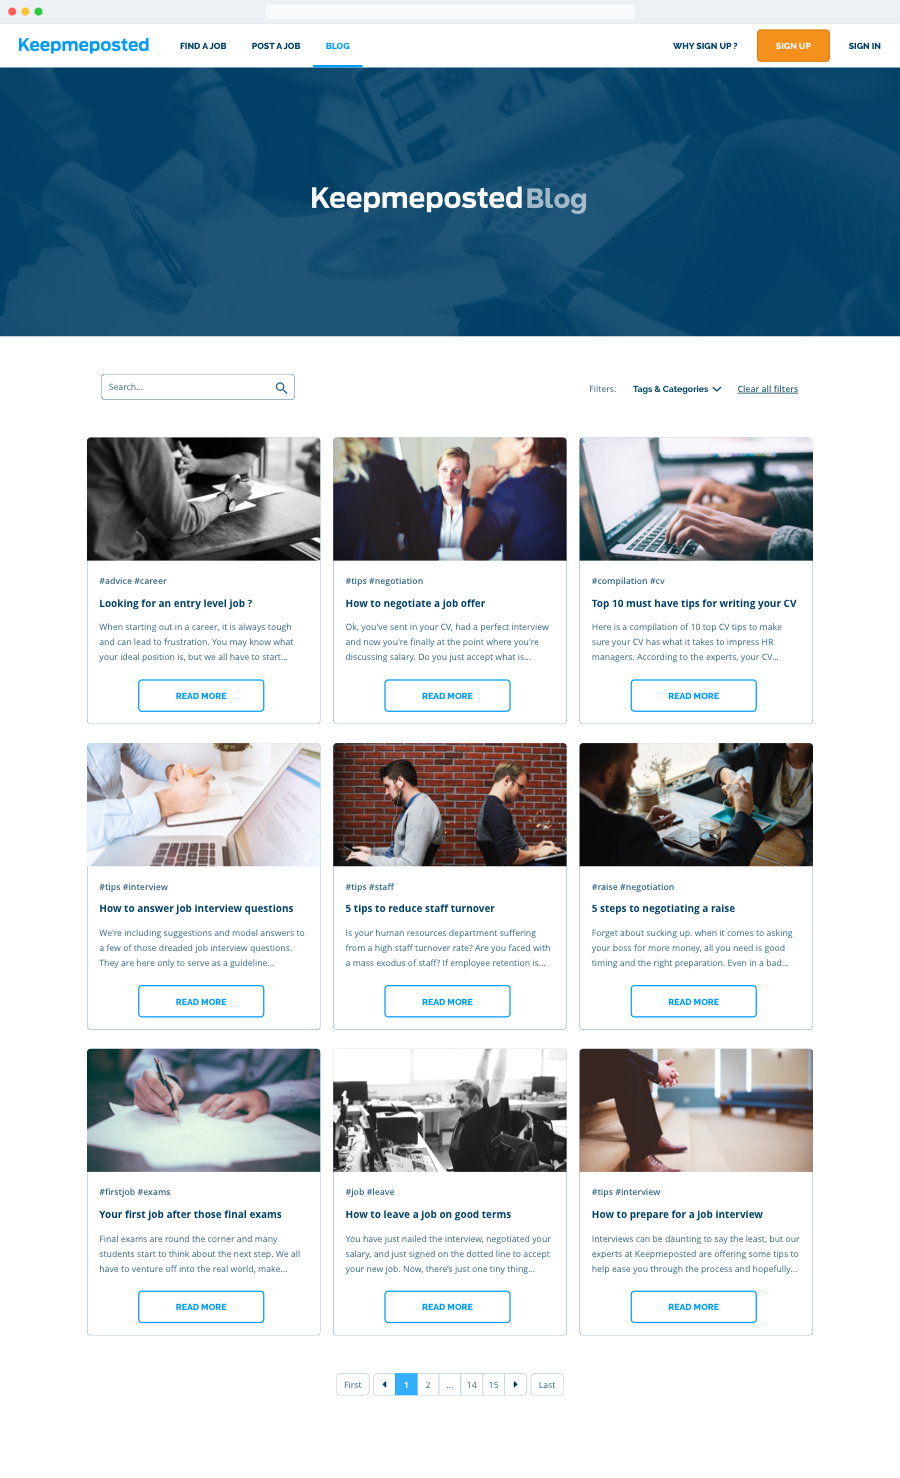 Keepmeposted FIND A JOB POST A JOB BLOG WHY SIGN UP ? SIGN UP SIGN IN
Keepmeposted Blog
Search... Filters: Tags & Categories Clear all filters
#advice #career
Looking for an entry level job ?
When starting out in a career, it is always tough
and can lead to frustration. You may know what
your ideal position is, but we all have to start...
READ MORE
#tips #negotiation
How to negotiate a job offer
Ok, you've sent in your CV, had a perfect interview
and now you're finally at the point where you're
discussing salary. Do you just accept what is...
READ MORE
#compilation #cv
Top 10 must have tips for writing your CV
Here is a compilation of 10 top CV tips to make
sure your CV has what it takes to impress HR
managers. According to the experts, your CV...
READ MORE
#tips #interview
How to answer job interview questions
We're including suggestions and model answers to
a few of those dreaded job interview questions.
They are here only to serve as a guideline...
READ MORE
#tips #staff
5 tips to reduce staff turnover
Is your human resources department suffering
from a high staff turnover rate? Are you faced with
a mass exodus of staff? If employee retention is...
READ MORE
#raise #negotiation
5 steps to negotiating a raise
Forget about sucking up. when it comes to asking
your boss for more money, all you need is good
timing and the right preparation. Even in a bad...
READ MORE
#firstjob #exams
Your first job after those final exams
Final exams are round the corner and many
students start to think about the next step. We all
have to venture off into the real world, make...
READ MORE
#job #leave
How to leave a job on good terms
You have just nailed the interview, negotiated your
salary, and just signed on the dotted line to accept
your new job. Now, there's just one tiny thing...
READ MORE
#tips #interview
How to prepare for a job interview
Interviews can be daunting to say the least, but our
experts at Keepmeposted are offering some tips to
help ease you through the process and hopefully...
READ MORE
First 1 2 ... 14 15 Last